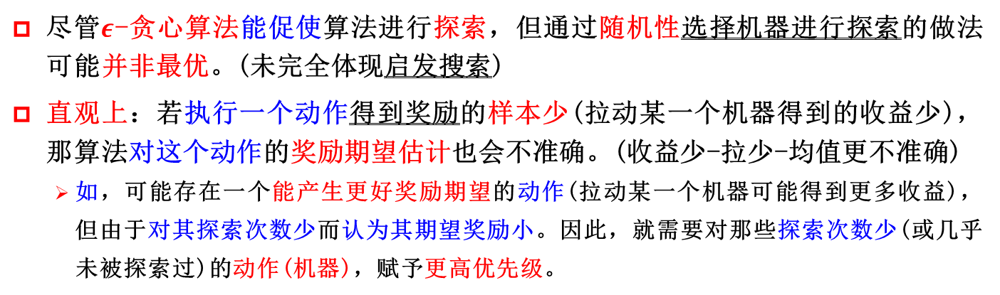 尽管ϵ-贪心算法能促使算法进行探索，但通过随机性选择机器进行探索的做法
可能并非最优。(未完全体现启发搜索)
直观上：若执行一个动作得到奖励的样本少(拉动某一个机器得到的收益少)，
那算法对这个动作的奖励期望估计也会不准确。(收益少-拉少-均值更不准确)
如，可能存在一个能产生更好奖励期望的动作(拉动某一个机器可能得到更多收益)，
但由于对其探索次数少而认为其期望奖励小。因此，就需要对那些探索次数少(或几乎
未被探索过)的动作(机器)，赋予更高优先级。